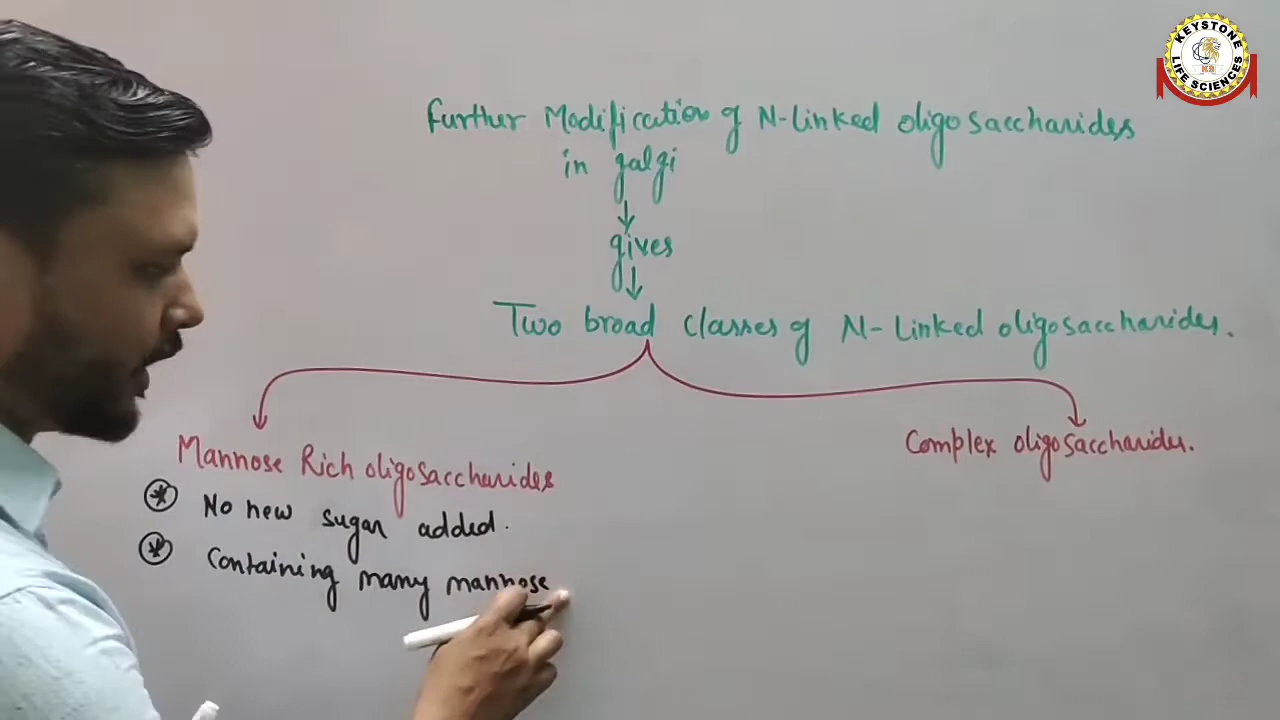 KEYSTONE
LIFE SCIENCES
KS
Further Modification of N-Linked oligosaccharides
in galgi
gives
Two broad classes of N-Linked oligosaccharides.
Mannose Rich oligosaccharides
Complex oligosaccharides.
No new sugar added.
Containing many mannose